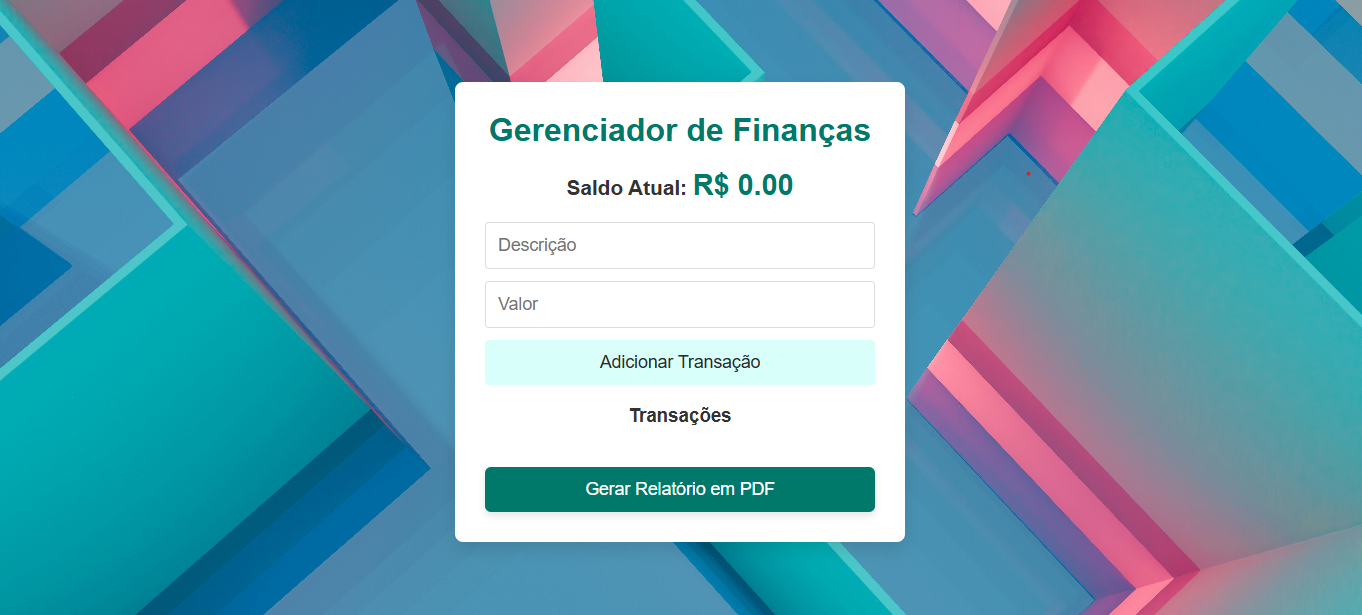 Gerenciador de Finanças
Saldo Atual: R$ 0.00
Descrição
Valor
Adicionar Transação
Transações
Gerar Relatório em PDF